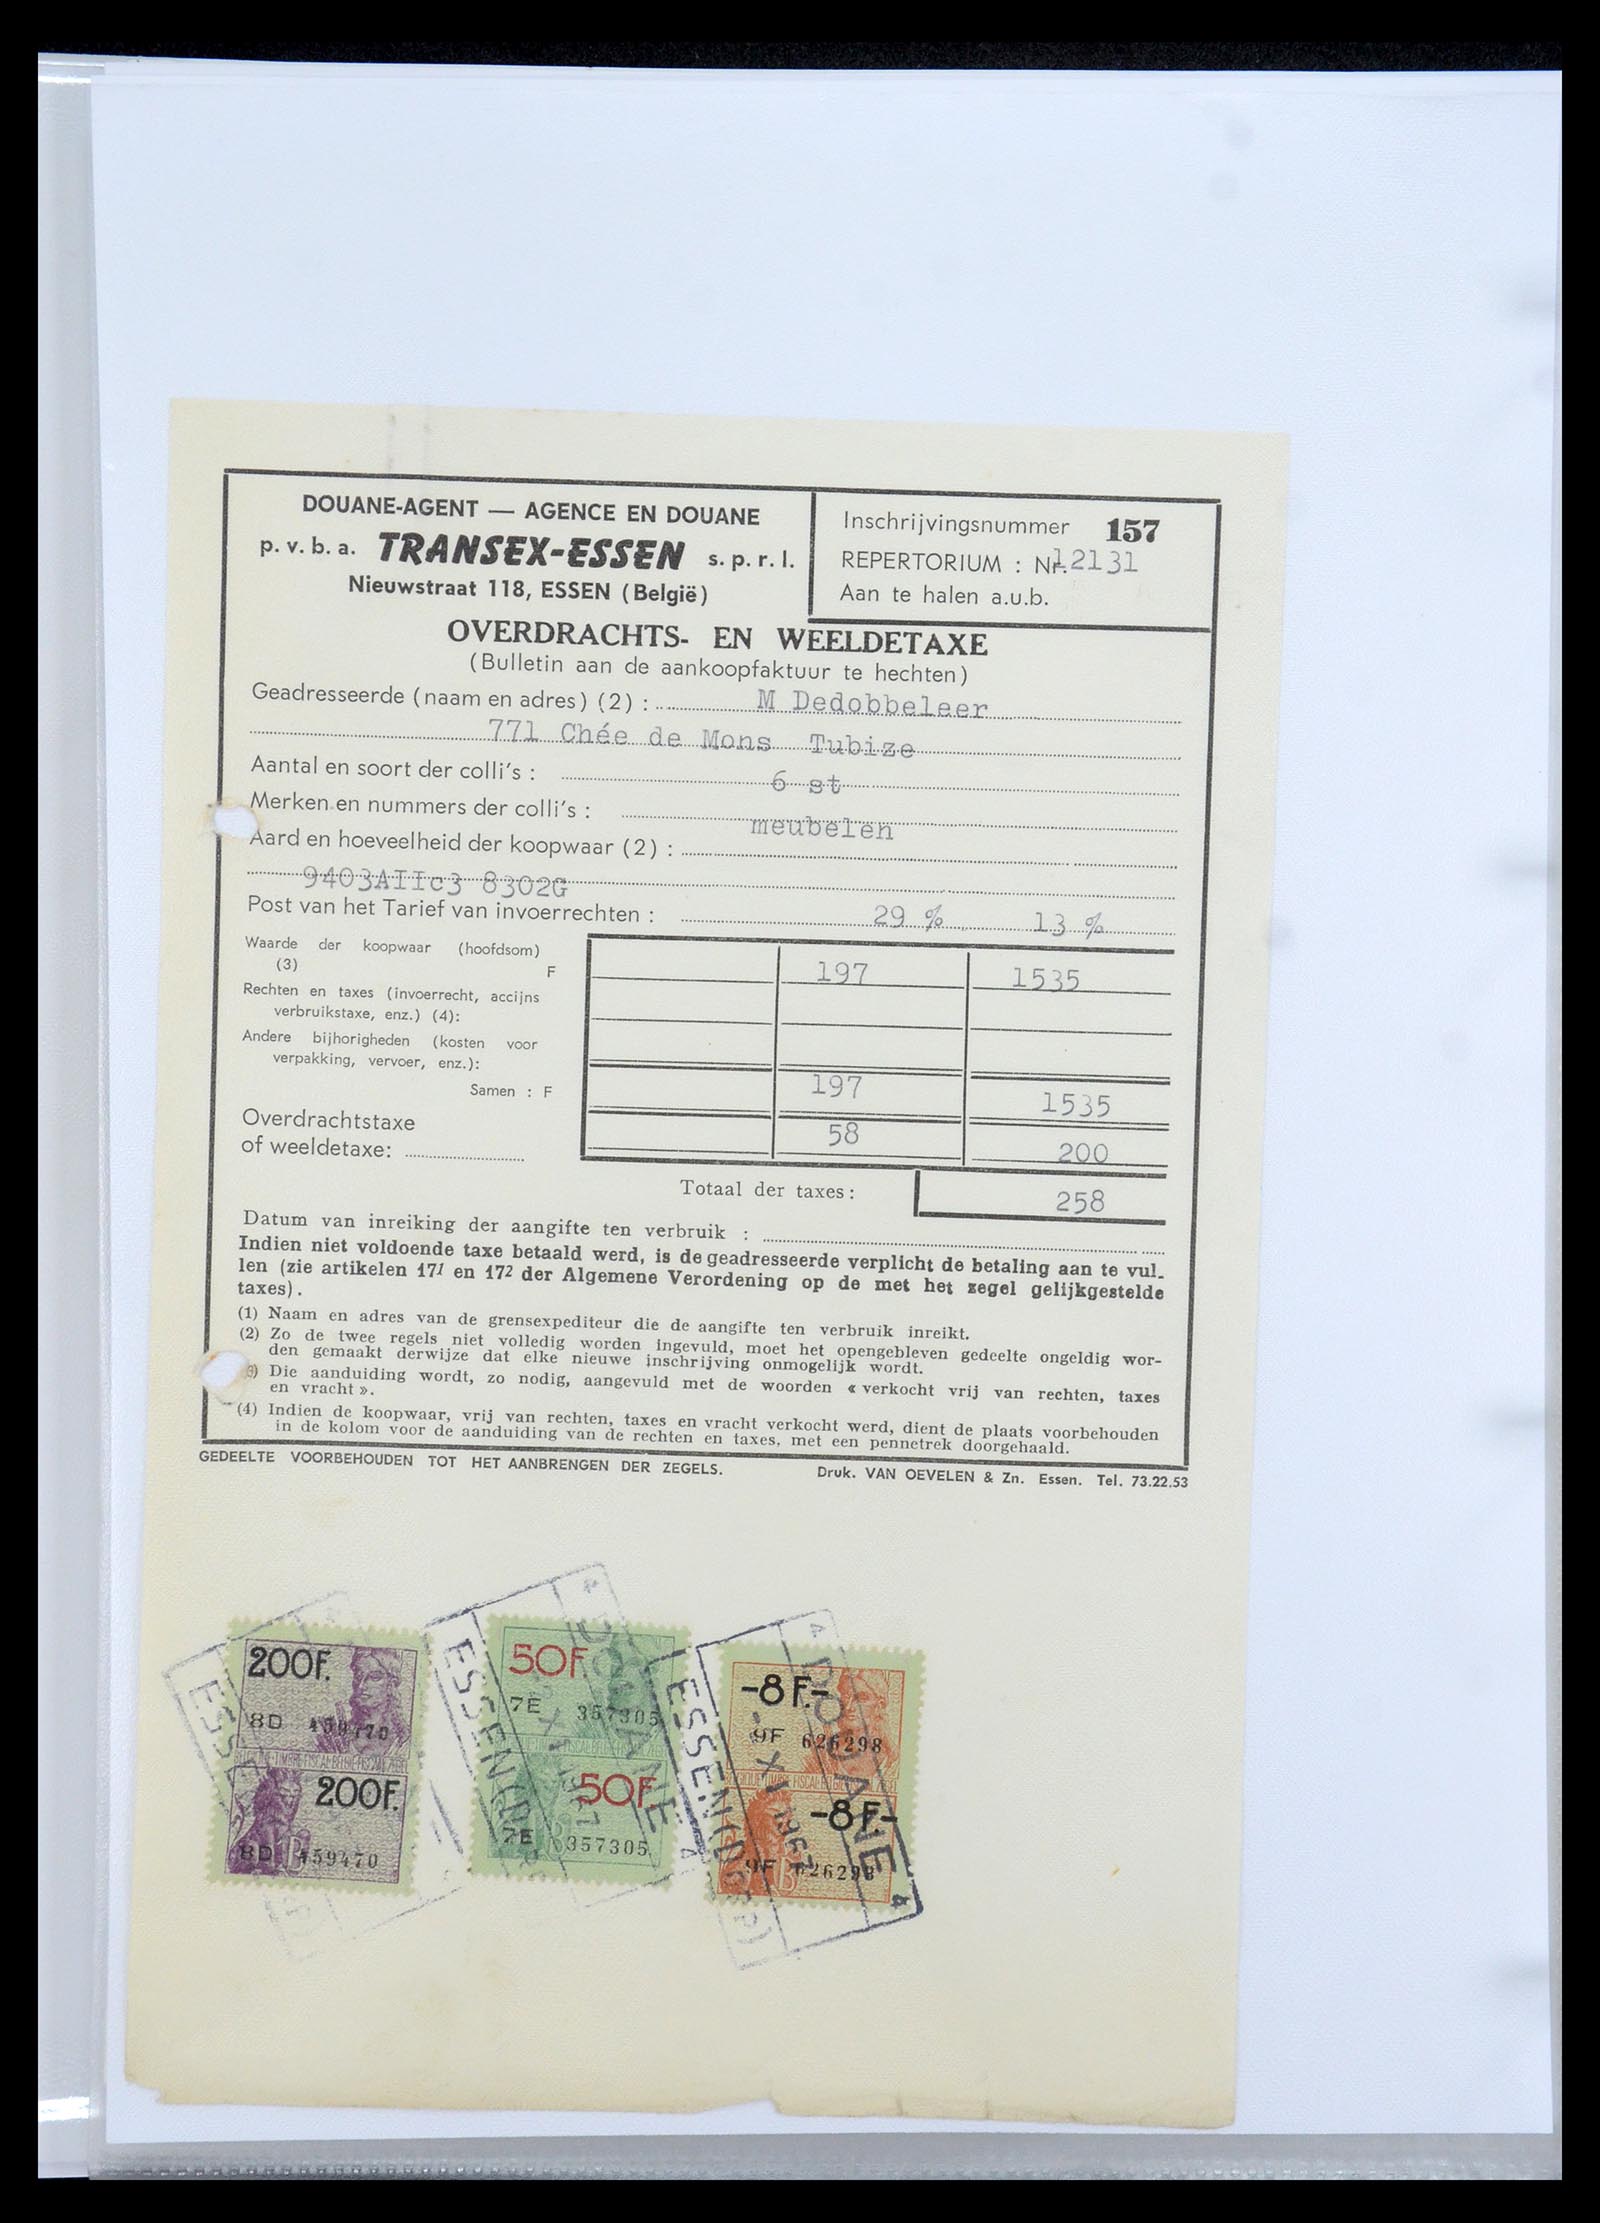 DOUANE-AGENT — AGENCE EN DOUANE
p. v. b. a. TRANSEX-ESSEN s. p. r. l.
Nieuwstraat 118, ESSEN (België)
Inschrijvingsnummer 157
REPERTORIUM : Nr. 12131
Aan te halen a.u.b.
OVERDRACHTS- EN WEELDETAXE
(Bulletin aan de aankoopfaktuur te hechten)
Geadresseerde (naam en adres) (2) : M Dedobbeleer
771 Chée de Mons Tubize
Aantal en soort der colli's :
6 st
Merken en nummers der colli's :
meubelen
Aard en hoeveelheid der koopwaar (2) :
9403AIIc3 8302G
Post van het Tarief van invoerrechten : 29 % 13 %
Waarde der koopwaar (hoofdsom)
(3) F 197 1535
Rechten en taxes (invoerrecht, accijns
verbruikstaxe, enz.) (4):
Andere bijhorigheden (kosten voor
verpakking, vervoer, enz.):
Samen : F 197 1535
Overdrachtstaxe
of weeldetaxe: 58 200
Totaal der taxes: 258
Datum van inreiking der aangifte ten verbruik :
Indien niet voldoende taxe betaald werd, is de geadresseerde verplicht de betaling aan te vul-
len (zie artikelen 171 en 172 der Algemene Verordening op de met het zegel gelijkgestelde
taxes).
(1) Naam en adres van de grensexpediteur die de aangifte ten verbruik inreikt.
(2) Zo de twee regels niet volledig worden ingevuld, moet het opengebleven gedeelte ongeldig wor-
den gemaakt derwijze dat elke nieuwe inschrijving onmogelijk wordt.
(3) Die aanduiding wordt, zo nodig, aangevuld met de woorden « verkocht vrij van rechten, taxes
en vracht ».
(4) Indien de koopwaar, vrij van rechten, taxes en vracht verkocht werd, dient de plaats voorbehouden
in de kolom voor de aanduiding van de rechten en taxes, met een pennetrek doorgehaald.
GEDEELTE VOORBEHOUDEN TOT HET AANBRENGEN DER ZEGELS.
Druk. VAN OEVELEN & Zn. Essen. Tel. 73.22.53
200F.
8D 459470
200F.
8D 459470
50F
7E 357305
50F.
7E 357305
-8F.-
9F 626298
-8F.-
9F 626298
DOUANE
ESSEN
DOUANE 4
ESSEN